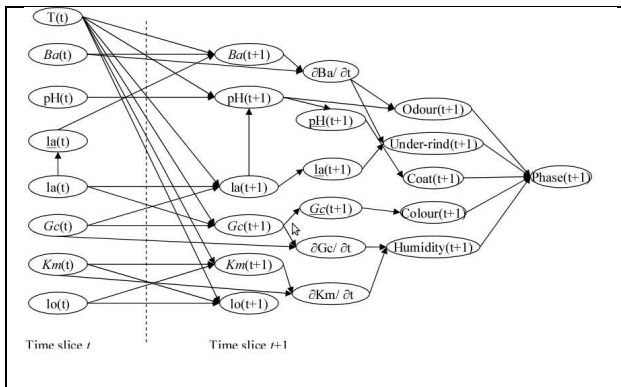 T(t)
Ba(t)
Ba(t+1)
∂Ba/ ∂t
pH(t)
pH(t+1)
Odour(t+1)
pH(t+1)
la(t)
Under-rind(t+1)
la(t+1)
Coat(t+1)
Phase(t+1)
la(t)
la(t+1)
Gc(t+1)
Colour(t+1)
Gc(t)
Gc(t+1)
∂Gc/ ∂t
Humidity(t+1)
Km(t)
Km(t+1)
∂Km/ ∂t
lo(t)
lo(t+1)
Time slice t
Time slice t+1